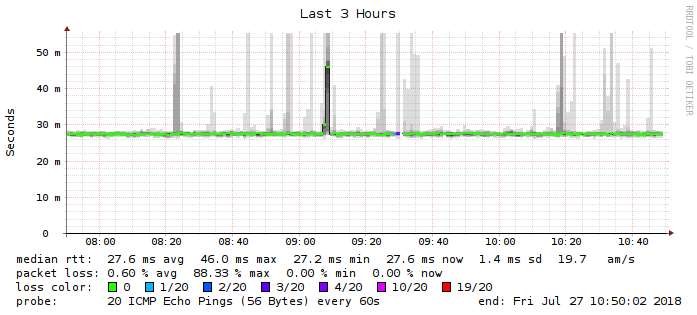 Last 3 Hours
RRDTOOL / TOBI OETIKER
Seconds
50 m
40 m
30 m
20 m
10 m
0
08:00 08:20 08:40 09:00 09:20 09:40 10:00 10:20 10:40
median rtt: 27.6 ms avg 46.0 ms max 27.2 ms min 27.6 ms now 1.4 ms sd 19.7 am/s
packet loss: 0.60 % avg 88.33 % max 0.00 % min 0.00 % now
loss color: 0 1/20 2/20 3/20 4/20 10/20 19/20
probe: 20 ICMP Echo Pings (56 Bytes) every 60s end: Fri Jul 27 10:50:02 2018